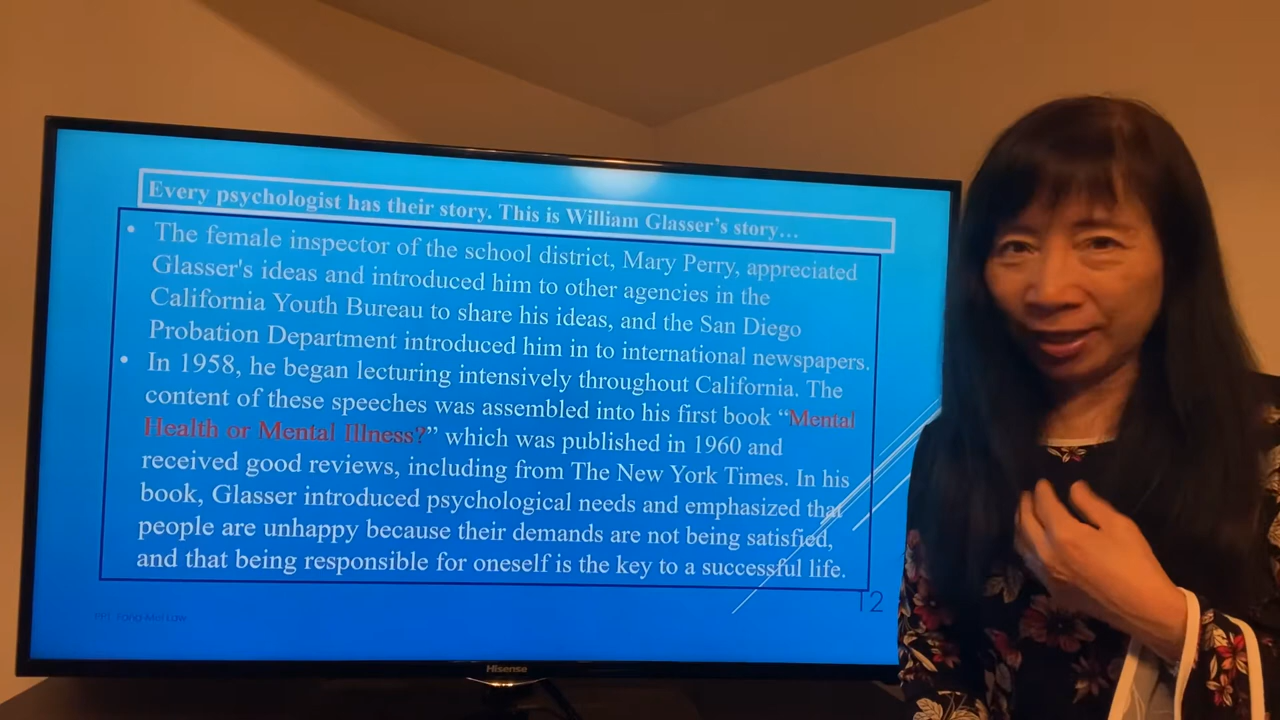 Every psychologist has their story. This is William Glasser's story…
• The female inspector of the school district, Mary Perry, appreciated
Glasser's ideas and introduced him to other agencies in the
California Youth Bureau to share his ideas, and the San Diego
Probation Department introduced him in to international newspapers.
• In 1958, he began lecturing intensively throughout California. The
content of these speeches was assembled into his first book “Mental
Health or Mental Illness?” which was published in 1960 and
received good reviews, including from The New York Times. In his
book, Glasser introduced psychological needs and emphasized that
people are unhappy because their demands are not being satisfied,
and that being responsible for oneself is the key to a successful life.
12
Hisense